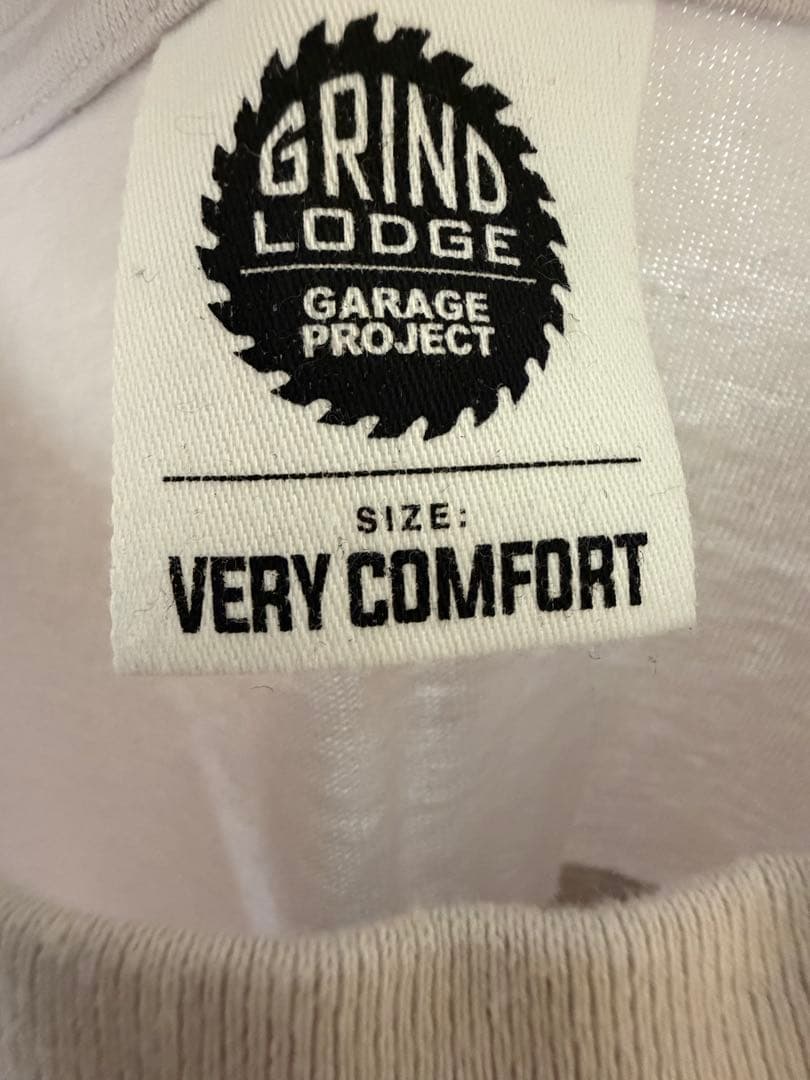 GRIND
LODGE
GARAGE
PROJECT
SIZE:
VERY COMFORT